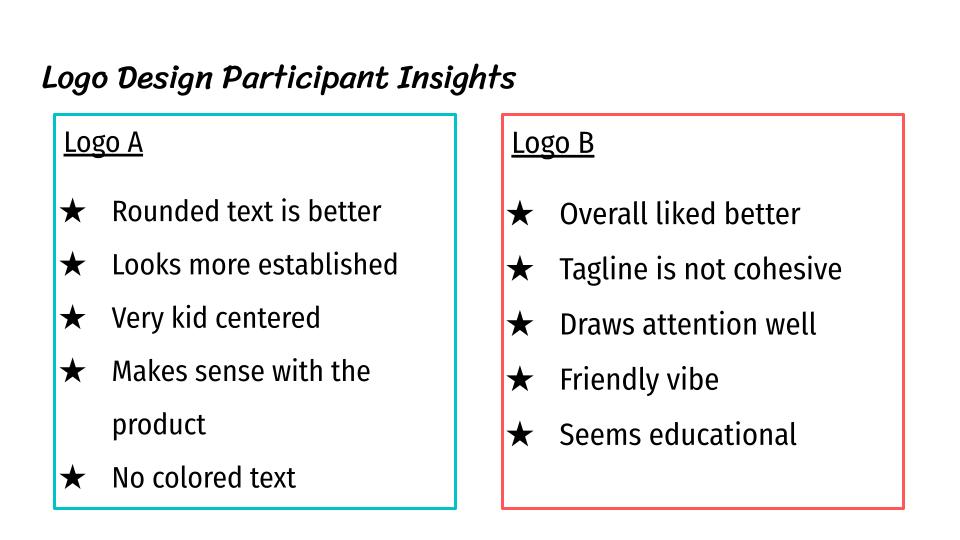 Logo Design Participant Insights
Logo A
★ Rounded text is better
★ Looks more established
★ Very kid centered
★ Makes sense with the
product
★ No colored text
Logo B
★ Overall liked better
★ Tagline is not cohesive
★ Draws attention well
★ Friendly vibe
★ Seems educational